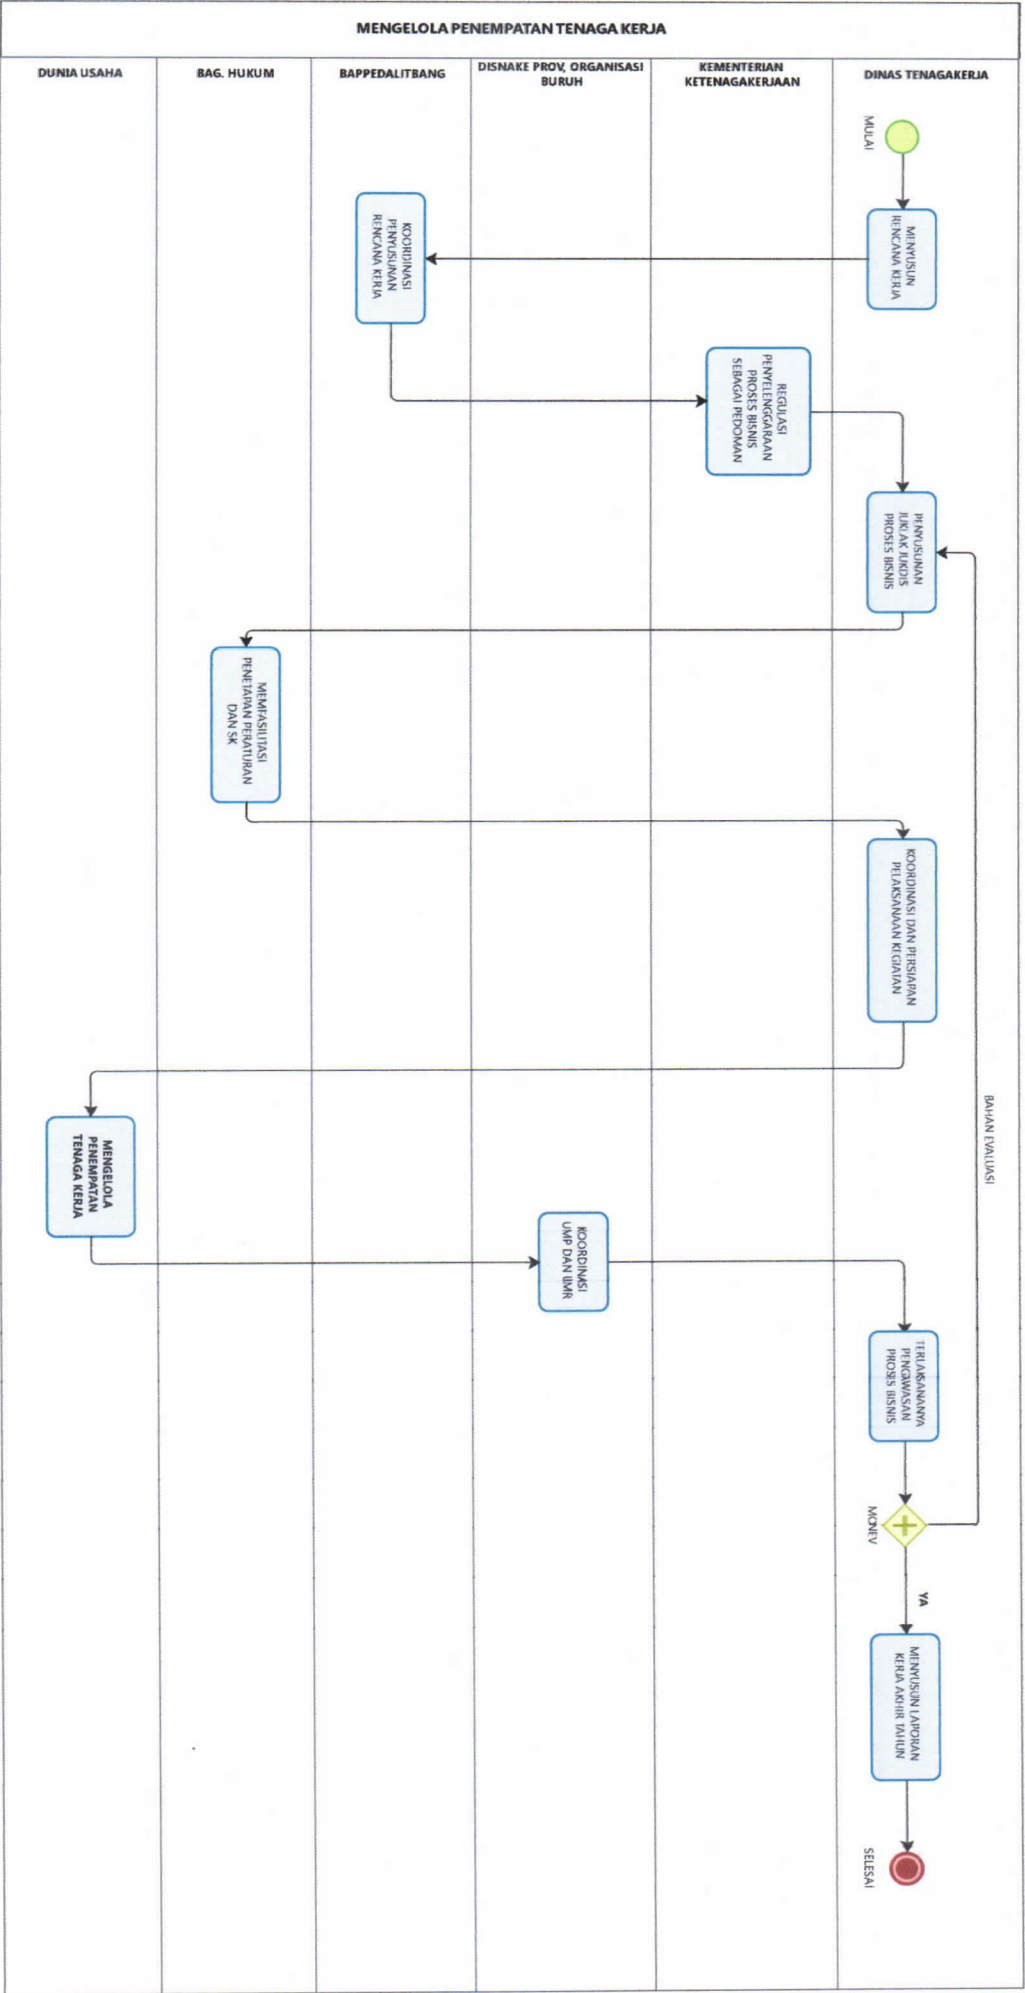 MENGELOLA PENEMPATAN TENAGA KERJA
DUNIA USAHA
BAG. HUKUM
BAPPEDALITBANG
DISNAKE PROV, ORGANISASI
BURUH
KEMENTERIAN
KETENAGAKERJAAN
DINAS TENAGAKERJA
MULAI
MENYUSUN
RENCANA KERJA
KOORDINASI
PENYUSUNAN
RENCANA KERJA
REGULASI
PENYELENGGARAAN
PROSES BISNIS
SEBAGAI PEDOMAN
PENYUSUNAN
JUKLAK JUKDIS
PROSES BISNIS
MEMFASILITASI
PENETAPAN PERATURAN
DAN SK
KOORDINASI DAN PERSIAPAN
PELAKSANAAN KEGIATAN
MENGELOLA
PENEMPATAN
TENAGA KERJA
KOORDINASI
UMP DAN UMR
TERLAKSANANYA
PENGAWASAN
PROSES BISNIS
BAHAN EVALUASI
MONEV
YA
MENYUSUN LAPORAN
KERJA AKHIR TAHUN
SELESAI